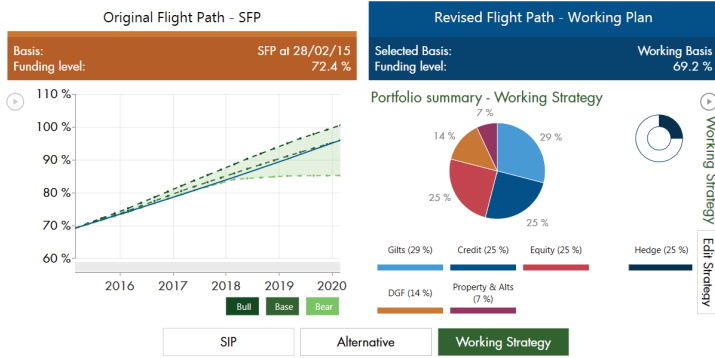 Original Flight Path - SFP
Basis: SFP at 28/02/15
Funding level: 72.4 %
110 %
100 %
90 %
80 %
70 %
60 %
2016 2017 2018 2019 2020
Bull Base Bear
Revised Flight Path - Working Plan
Selected Basis: Working Basis
Funding level: 69.2 %
Portfolio summary - Working Strategy
7 %
14 %
29 %
25 %
25 %
Gilts (29 %) Credit (25 %) Equity (25 %) Hedge (25 %)
DGF (14 %) Property & Alts
(7 %)
Working Strategy
Edit Strategy
SIP Alternative Working Strategy